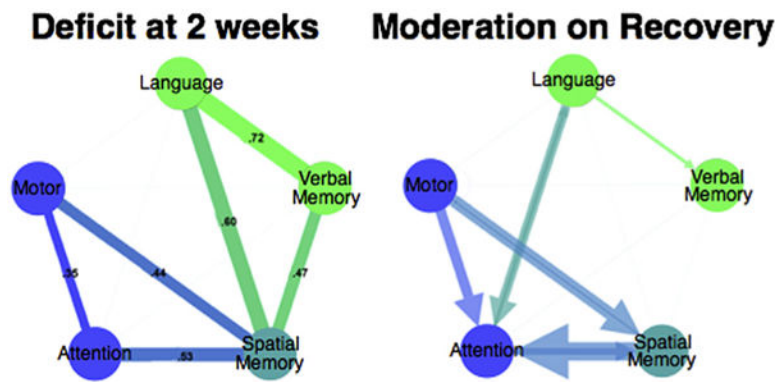 Deficit at 2 weeks
Moderation on Recovery
Language
.72
Motor
Verbal
Memory
.60
.35
.44
.47
Attention
.53
Spatial
Memory
Language
Motor
Verbal
Memory
Attention
Spatial
Memory